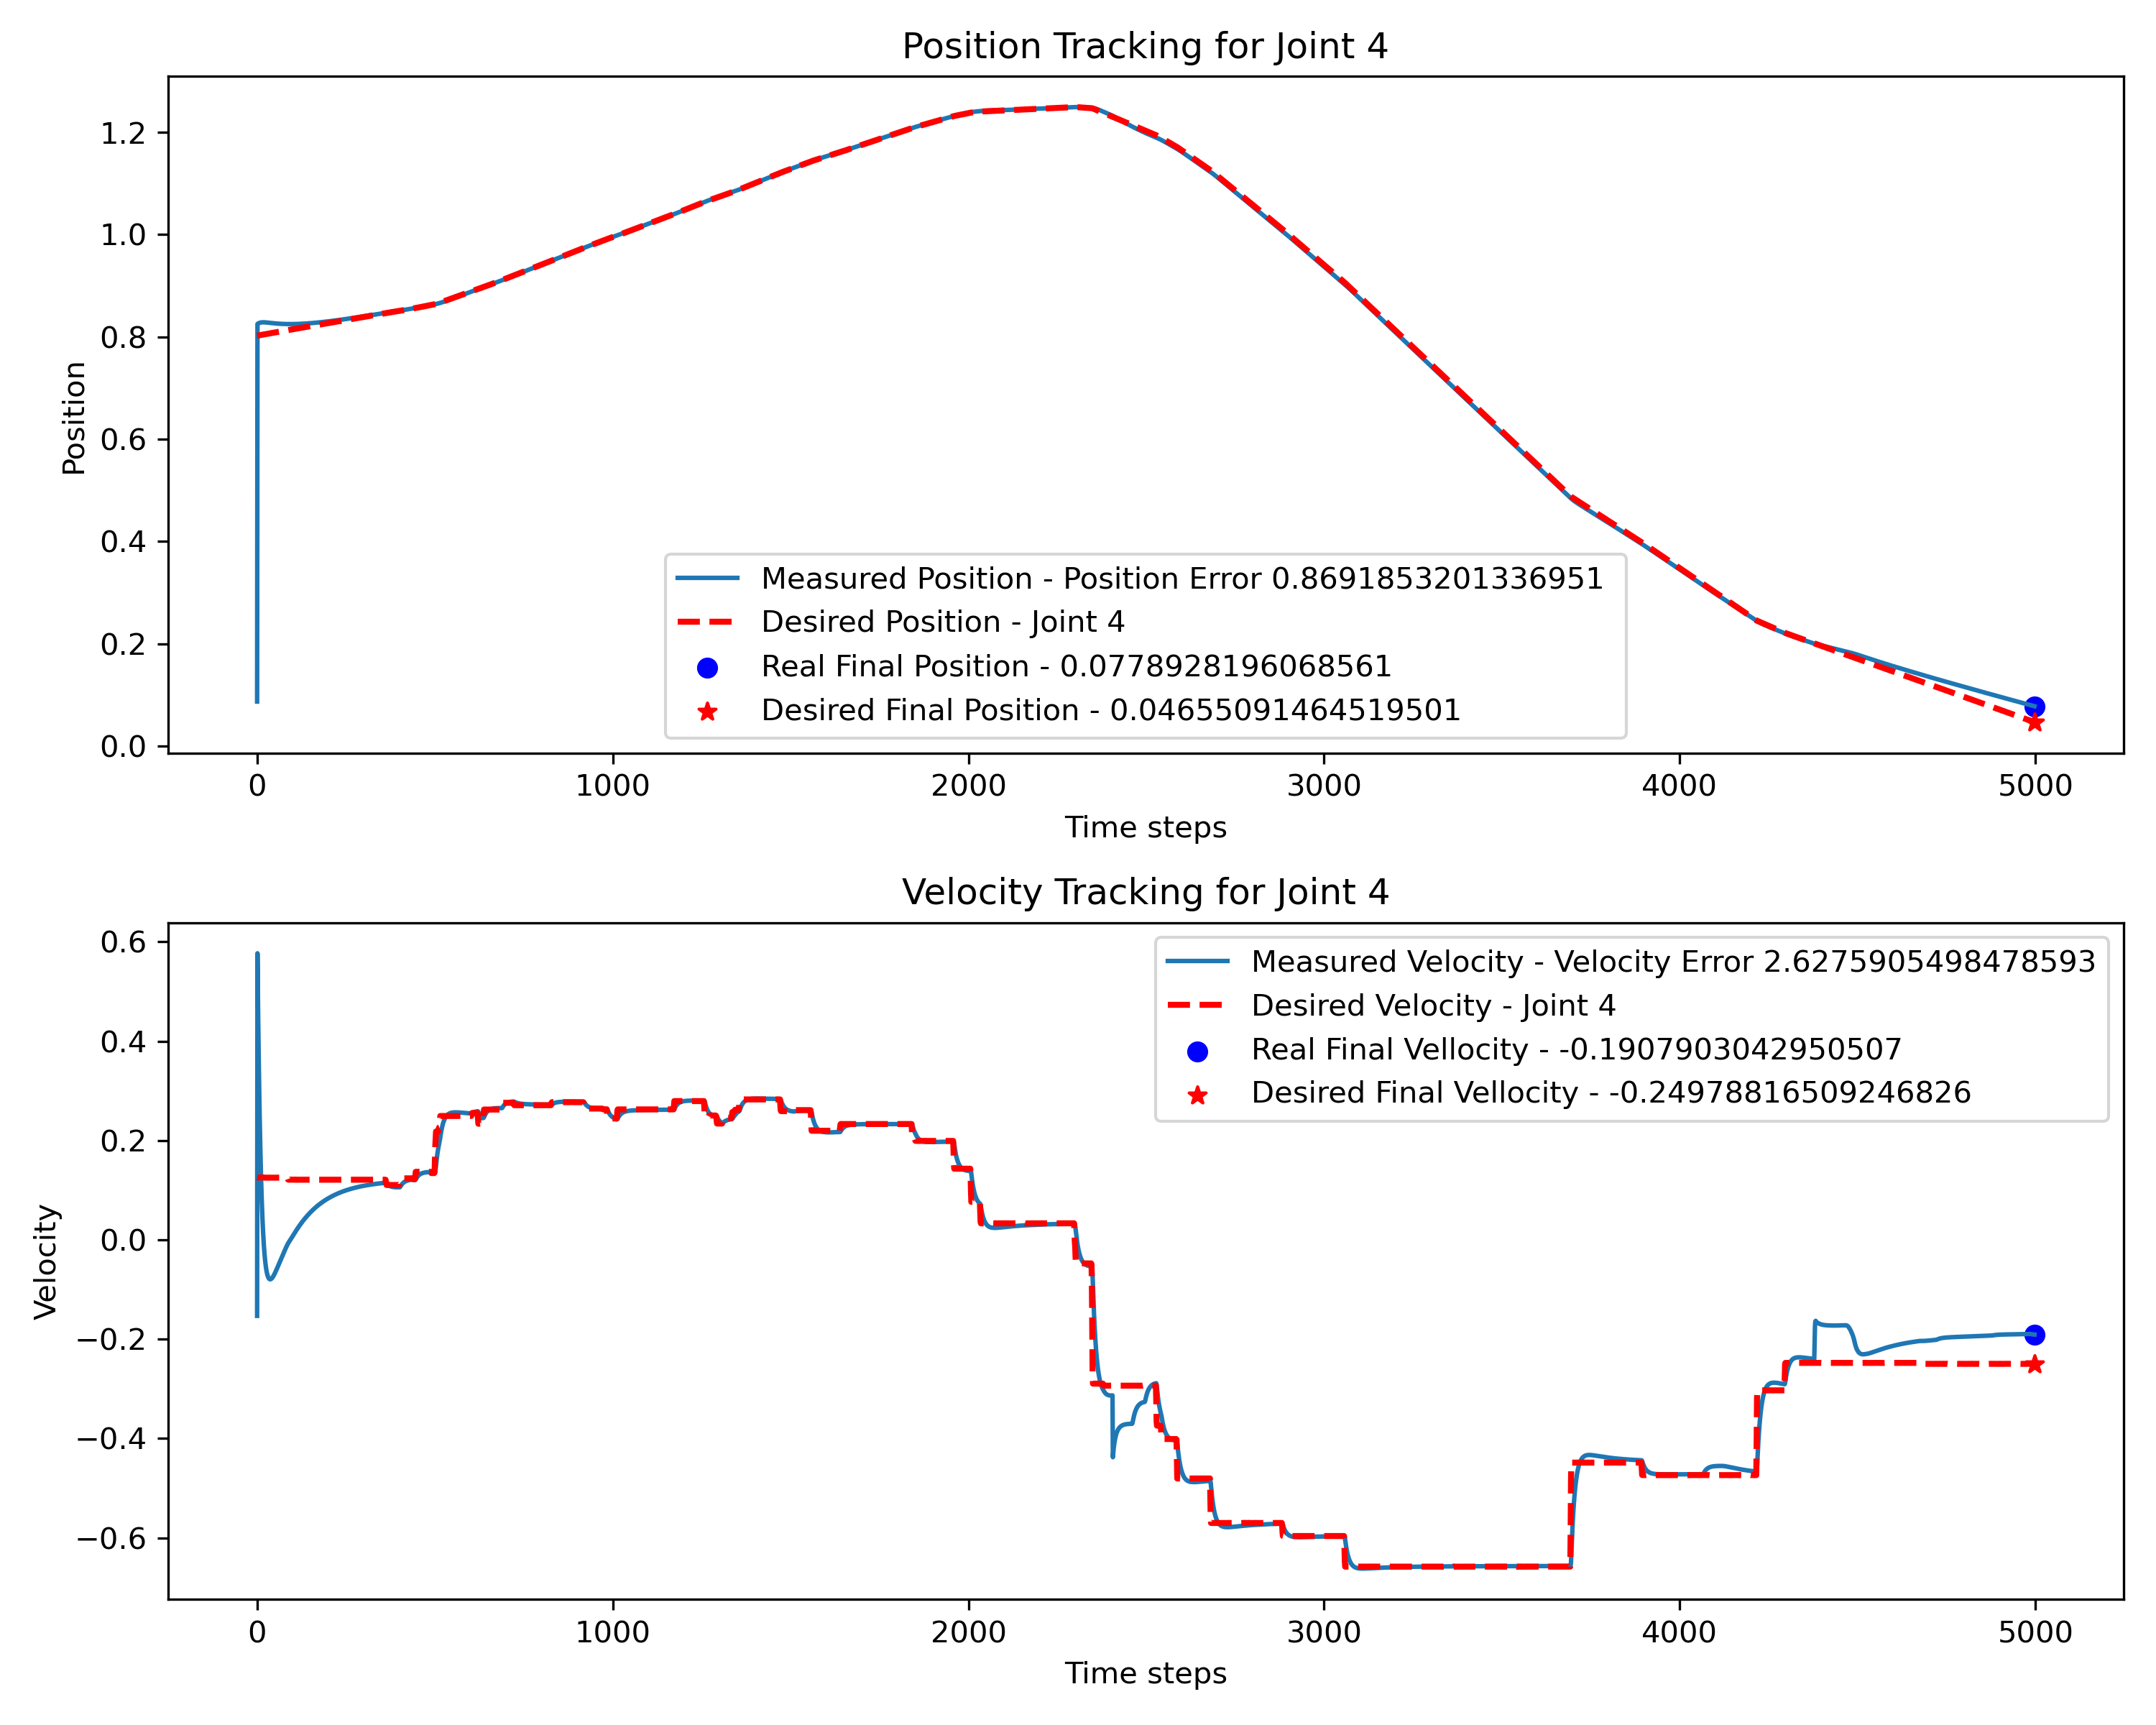 Position Tracking for Joint 4
1.2
1.0
0.8
0.6
0.4
0.2
0.0
Position
Measured Position - Position Error 0.8691853201336951
Desired Position - Joint 4
Real Final Position - 0.0778928196068561
Desired Final Position - 0.04655091464519501
0 1000 2000 3000 4000 5000
Time steps
Velocity Tracking for Joint 4
0.6
0.4
0.2
0.0
−0.2
−0.4
−0.6
Velocity
Measured Velocity - Velocity Error 2.6275905498478593
Desired Velocity - Joint 4
Real Final Vellocity - -0.1907903042950507
Desired Final Vellocity - -0.24978816509246826
0 1000 2000 3000 4000 5000
Time steps